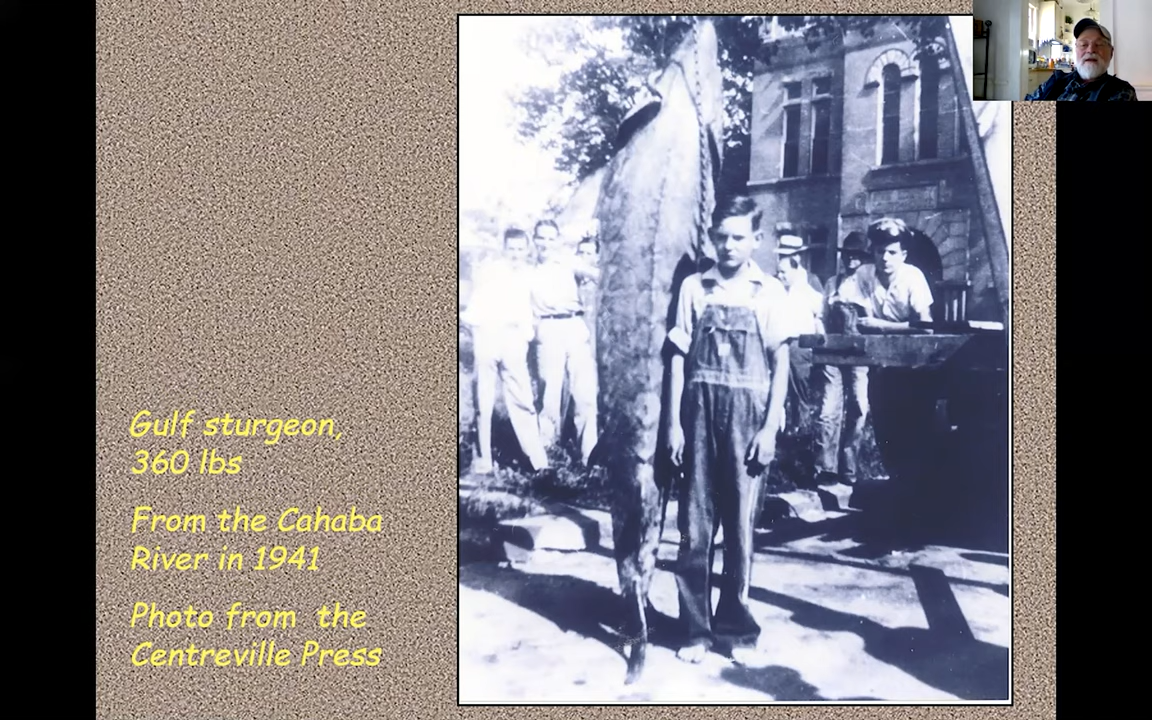 Gulf sturgeon,
360 lbs
From the Cahaba
River in 1941
Photo from the
Centreville Press